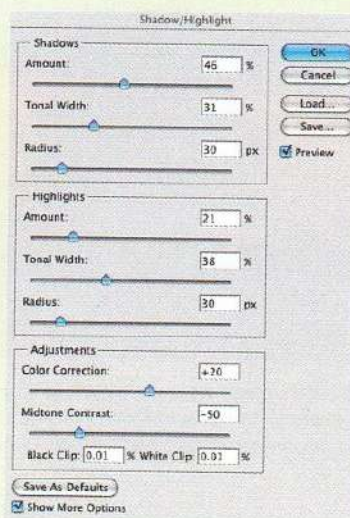 Shadow/Highlight
Shadows
Amount: 46 %
Tonal Width: 31 %
Radius: 30 px
Highlights
Amount: 21 %
Tonal Width: 38 %
Radius: 30 px
Adjustments
Color Correction: +20
Midtone Contrast: -50
Black Clip: 0.01 % White Clip: 0.01 %
Save As Defaults
Show More Options
OK
Cancel
Load...
Save...
Preview